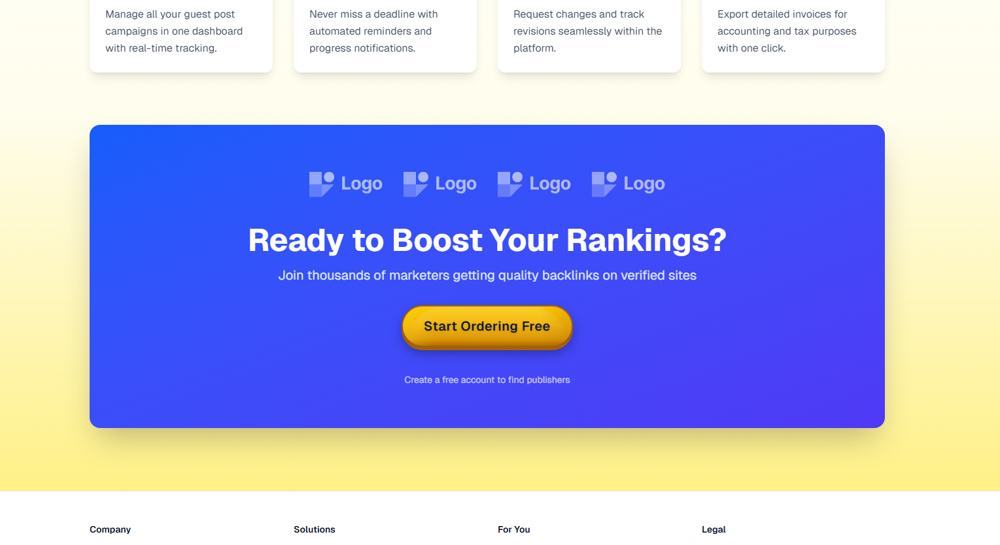 Manage all your guest post
campaigns in one dashboard
with real-time tracking.
Never miss a deadline with
automated reminders and
progress notifications.
Request changes and track
revisions seamlessly within the
platform.
Export detailed invoices for
accounting and tax purposes
with one click.
Logo Logo Logo Logo
Ready to Boost Your Rankings?
Join thousands of marketers getting quality backlinks on verified sites
Start Ordering Free
Create a free account to find publishers
Company Solutions For You Legal